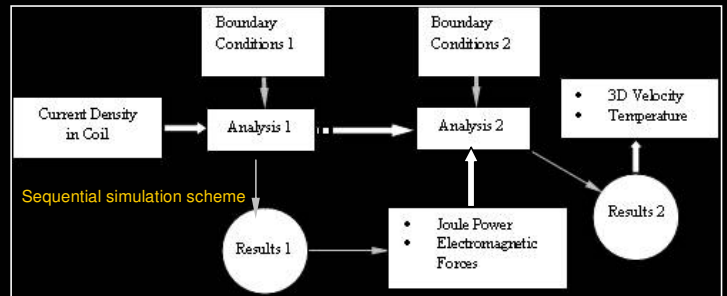 Boundary
Conditions 1
Boundary
Conditions 2
Current Density
in Coil
Analysis 1
Analysis 2
• 3D Velocity
• Temperature
Sequential simulation scheme
Results 1
• Joule Power
• Electromagnetic
Forces
Results 2